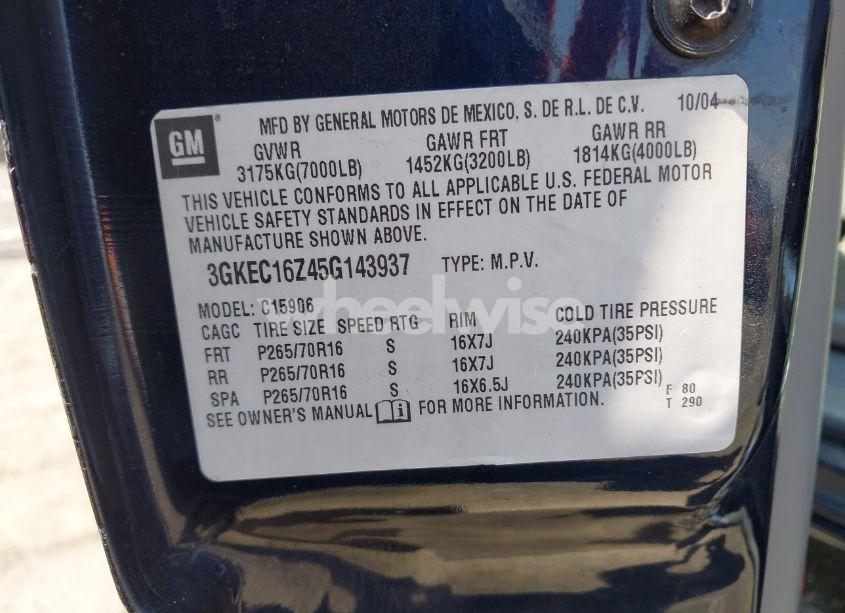 GM
MFD BY GENERAL MOTORS DE MEXICO, S. DE R.L. DE C.V. 10/04
GVWR GAWR FRT GAWR RR
3175KG(7000LB) 1452KG(3200LB) 1814KG(4000LB)
THIS VEHICLE CONFORMS TO ALL APPLICABLE U.S. FEDERAL MOTOR
VEHICLE SAFETY STANDARDS IN EFFECT ON THE DATE OF
MANUFACTURE SHOWN ABOVE.
3GKEC16Z45G143937 TYPE: M.P.V.
MODEL: C15906
wheelwise
CAGC TIRE SIZE SPEED RTG RIM COLD TIRE PRESSURE
FRT P265/70R16 S 16X7J 240KPA(35PSI)
RR P265/70R16 S 16X7J 240KPA(35PSI)
SPA P265/70R16 S 16X6.5J 240KPA(35PSI)
SEE OWNER'S MANUAL FOR MORE INFORMATION.
F 80
T 290